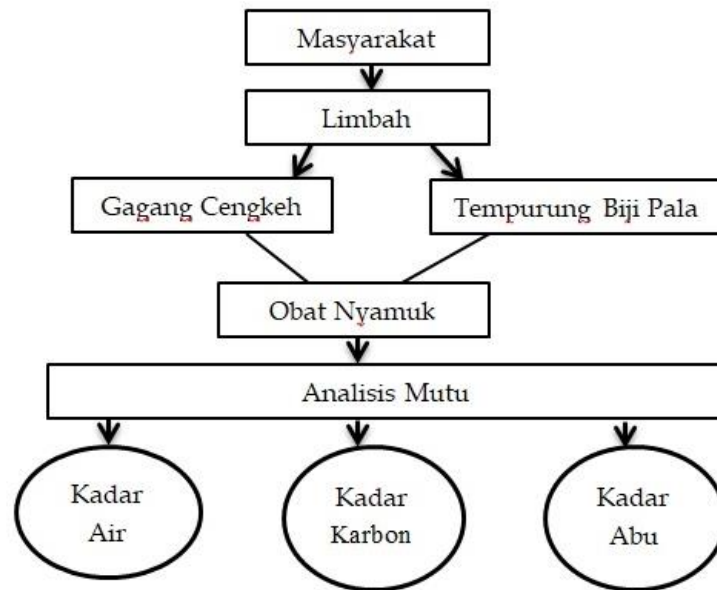 Masyarakat
Limbah
Gagang Cengkeh
Tempurung Biji Pala
Obat Nyamuk
Analisis Mutu
Kadar
Air
Kadar
Karbon
Kadar
Abu